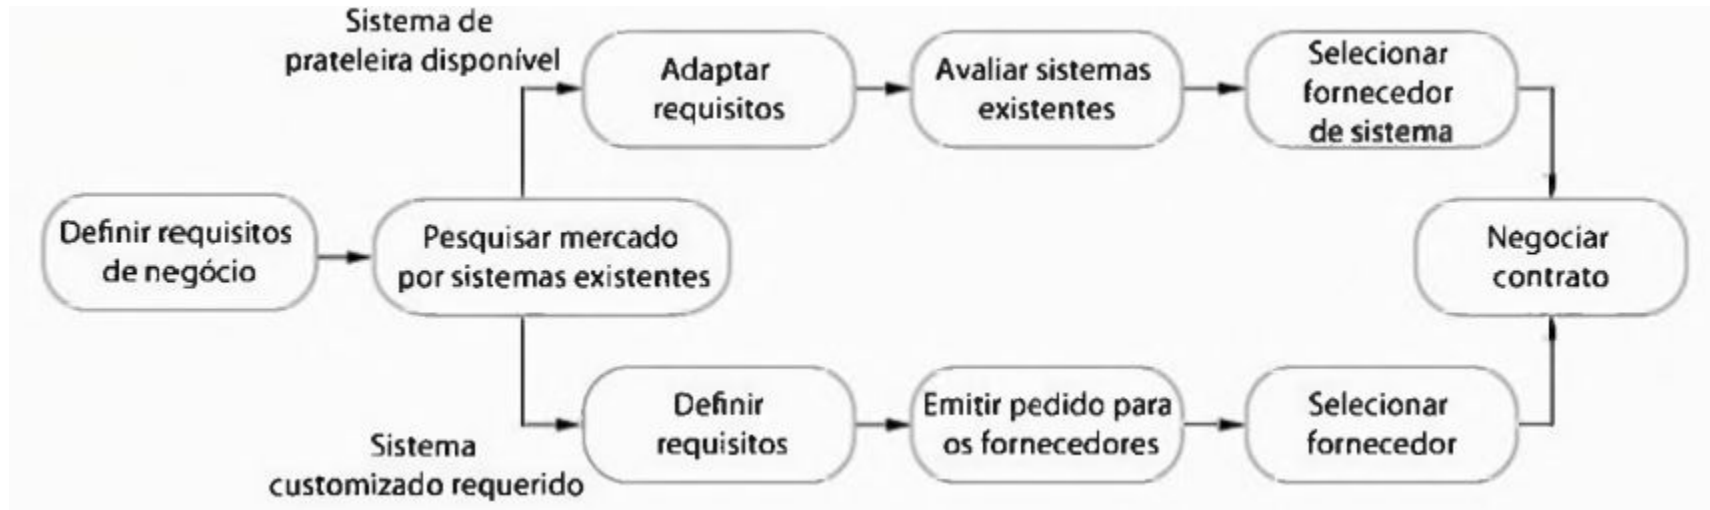 Sistema de
prateleira disponível
Adaptar
requisitos
Avaliar sistemas
existentes
Selecionar
fornecedor
de sistema
Definir requisitos
de negócio
Pesquisar mercado
por sistemas existentes
Negociar
contrato
Sistema
customizado requerido
Definir
requisitos
Emitir pedido para
os fornecedores
Selecionar
fornecedor